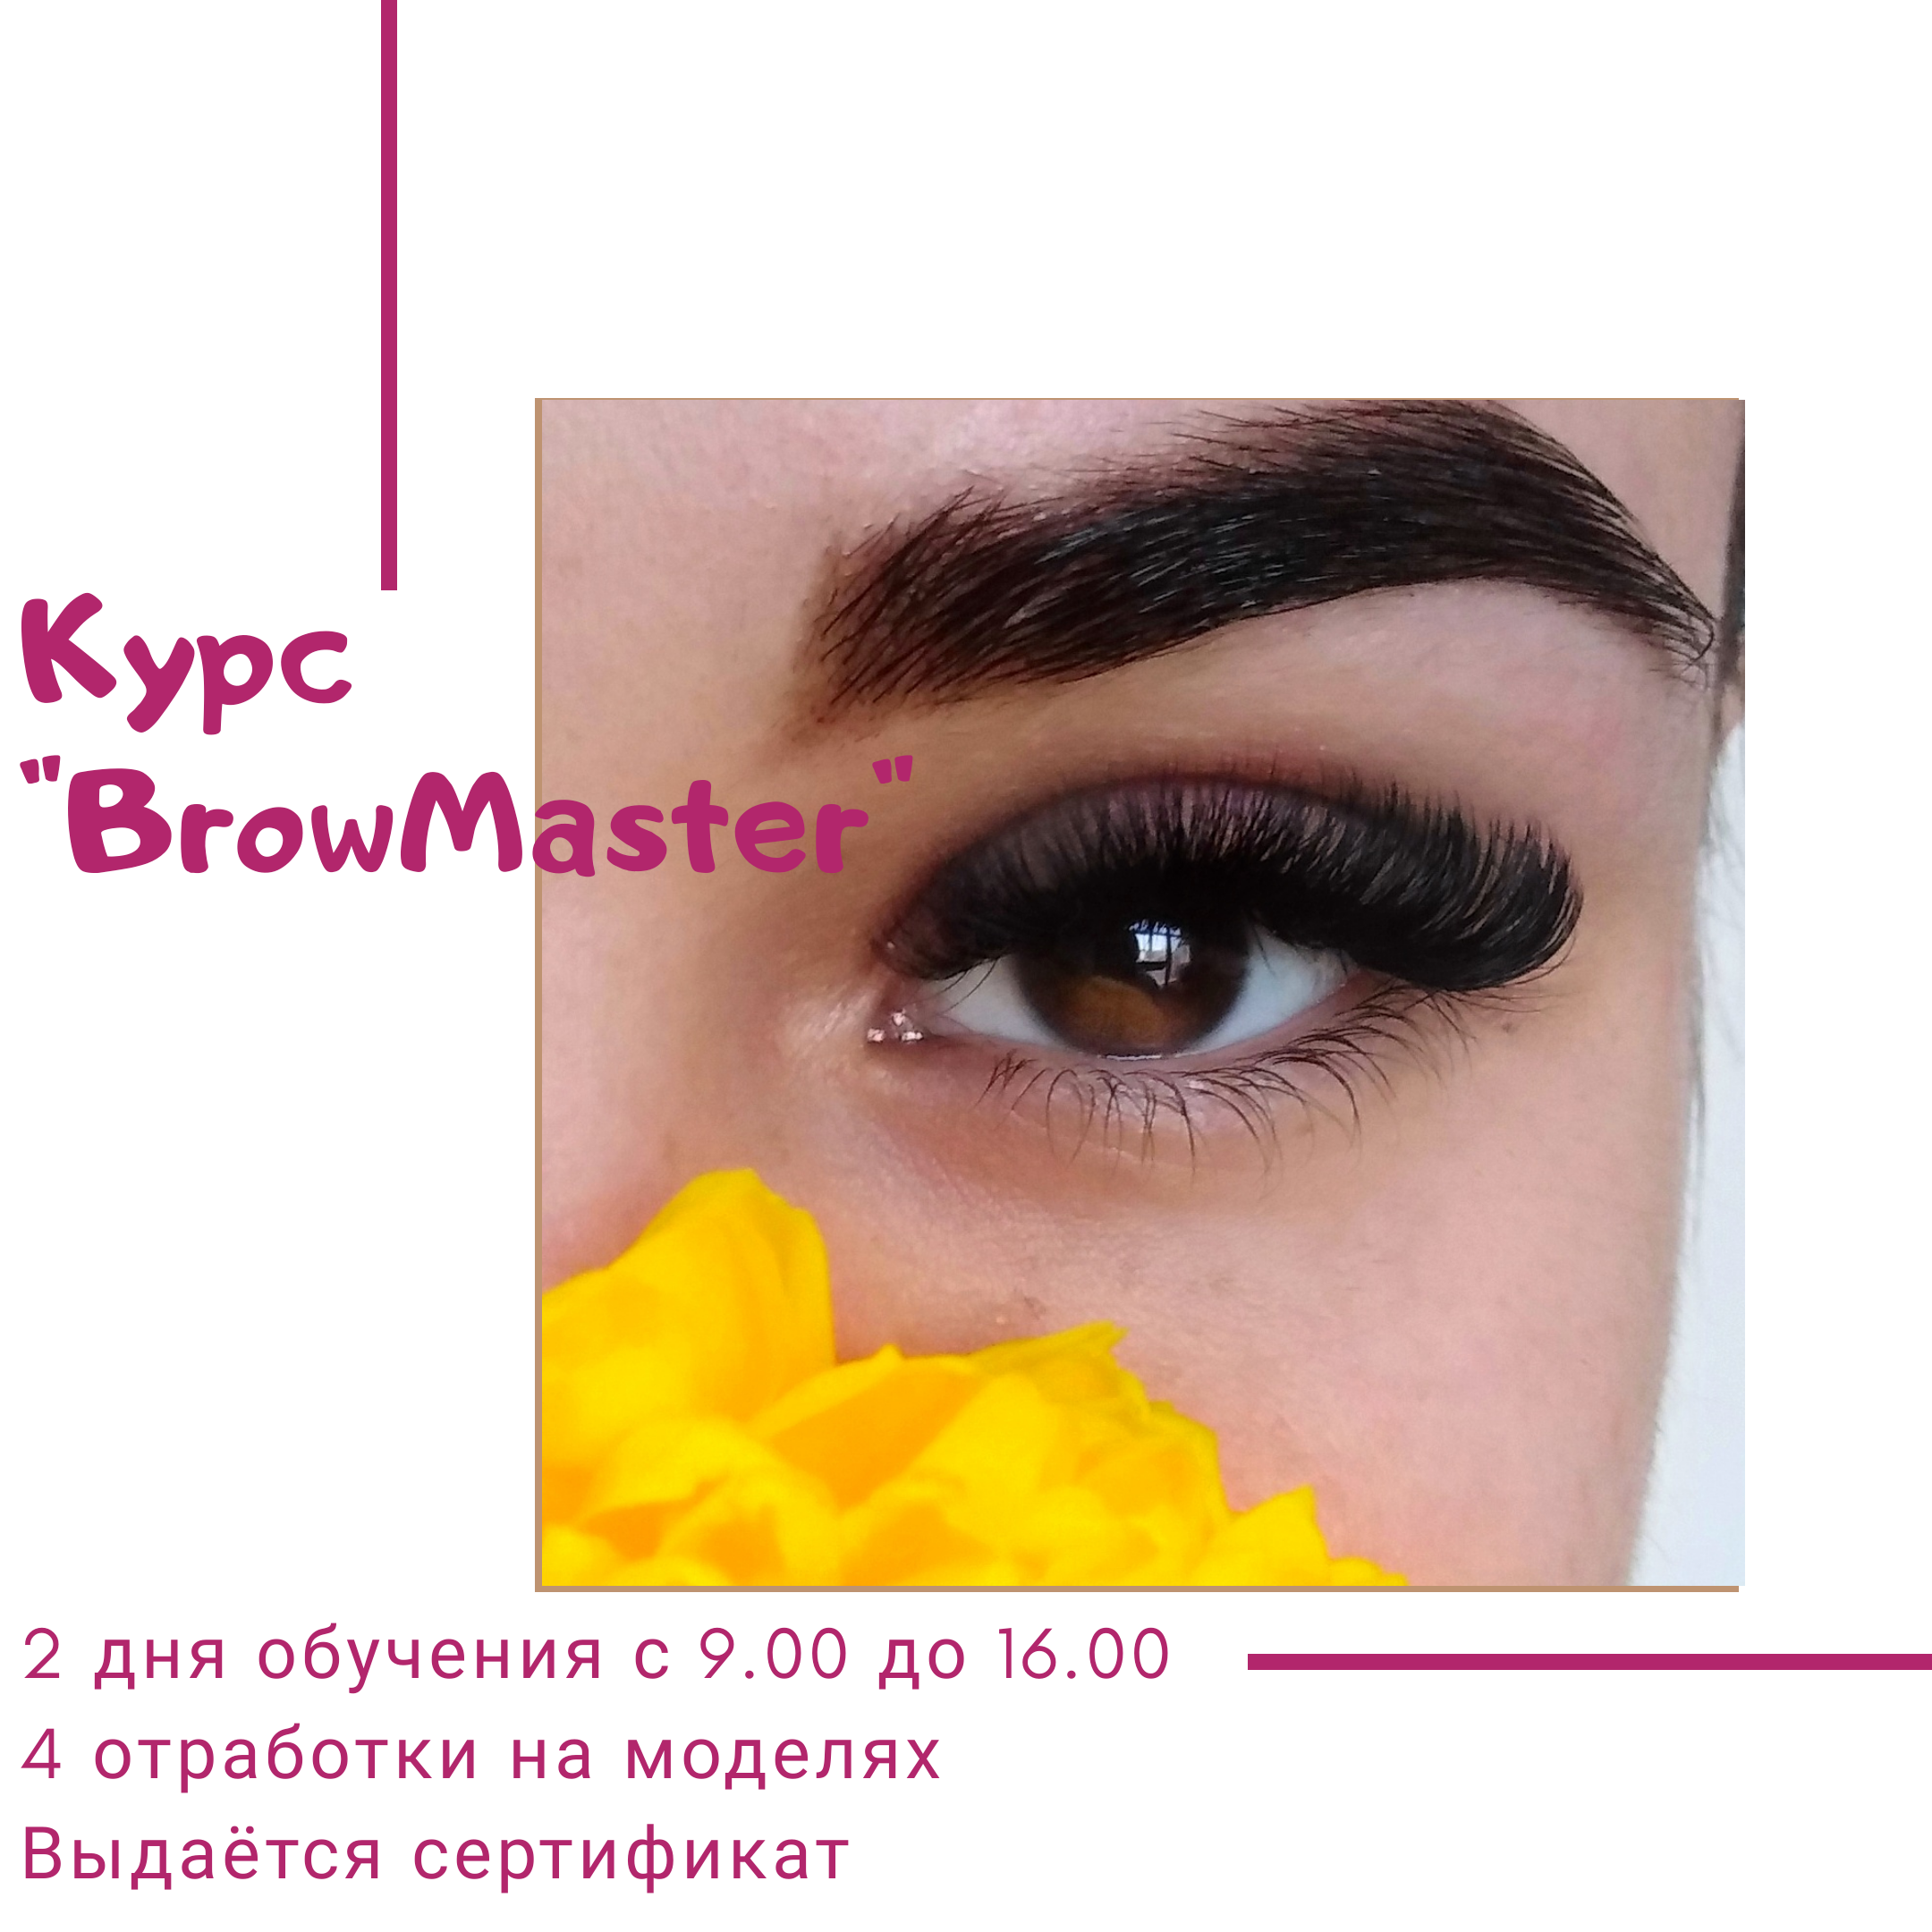 Курс
"BrowMaster"
2 дня обучения с 9.00 до 16.00
4 отработки на моделях
Выдаётся сертификат